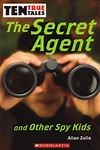 TEN TRUE
TALES
The Secret
Agent
and Other Spy Kids
Allan Zullo
SCHOLASTIC